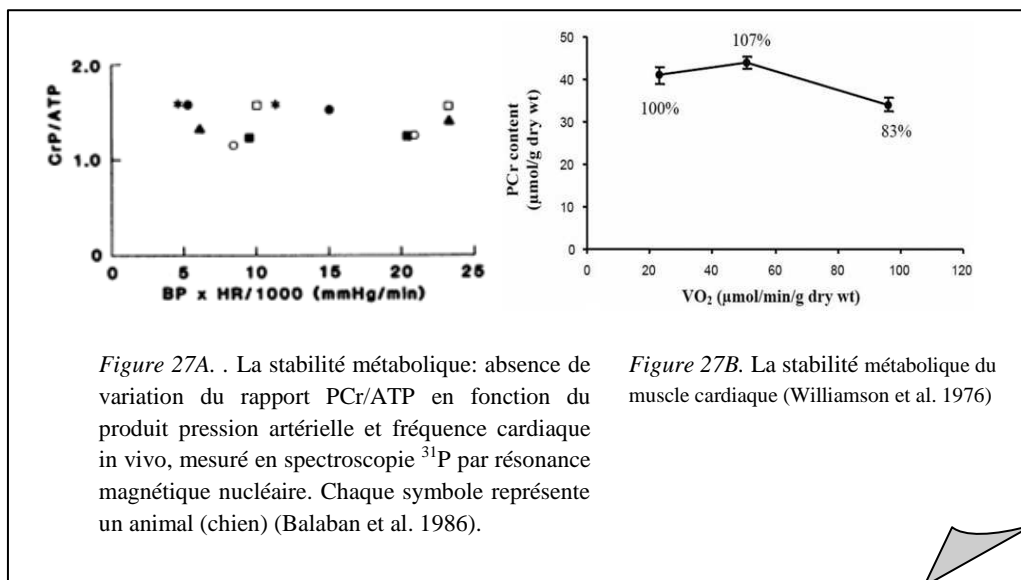 2.0
1.0
0
CrP/ATP
0 5 10 15 20 25
BP x HR/1000 (mmHg/min)
50
40
30
20
10
0
PCr content
(µmol/g dry wt)
107%
100%
83%
0 20 40 60 80 100 120
VO₂ (µmol/min/g dry wt)
Figure 27A. . La stabilité métabolique: absence de
variation du rapport PCr/ATP en fonction du
produit pression artérielle et fréquence cardiaque
in vivo, mesuré en spectroscopie ³¹P par résonance
magnétique nucléaire. Chaque symbole représente
un animal (chien) (Balaban et al. 1986).
Figure 27B. La stabilité métabolique du
muscle cardiaque (Williamson et al. 1976)